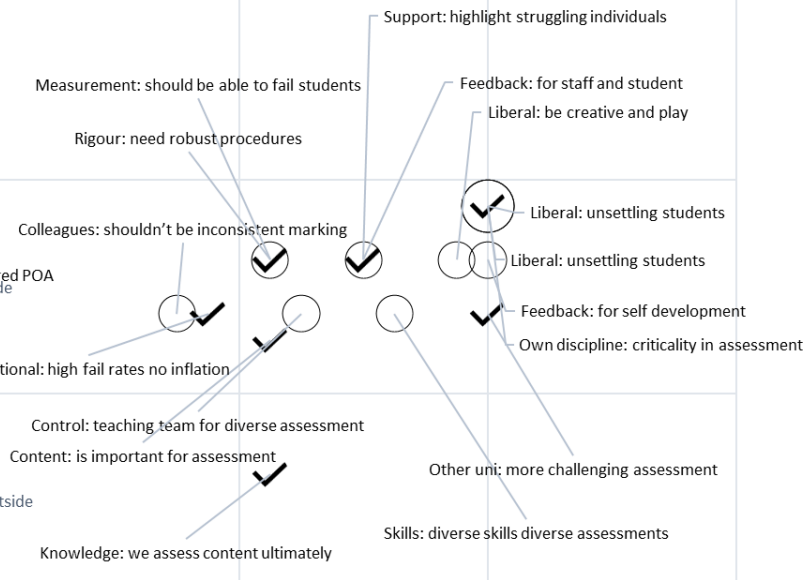 Support: highlight struggling individuals
Measurement: should be able to fail students
Feedback: for staff and student
Liberal: be creative and play
Rigour: need robust procedures
Liberal: unsettling students
Colleagues: shouldn't be inconsistent marking
Liberal: unsettling students
ed POA
de
Feedback: for self development
Own discipline: criticality in assessment
tional: high fail rates no inflation
Control: teaching team for diverse assessment
Content: is important for assessment
Other uni: more challenging assessment
tside
Skills: diverse skills diverse assessments
Knowledge: we assess content ultimately